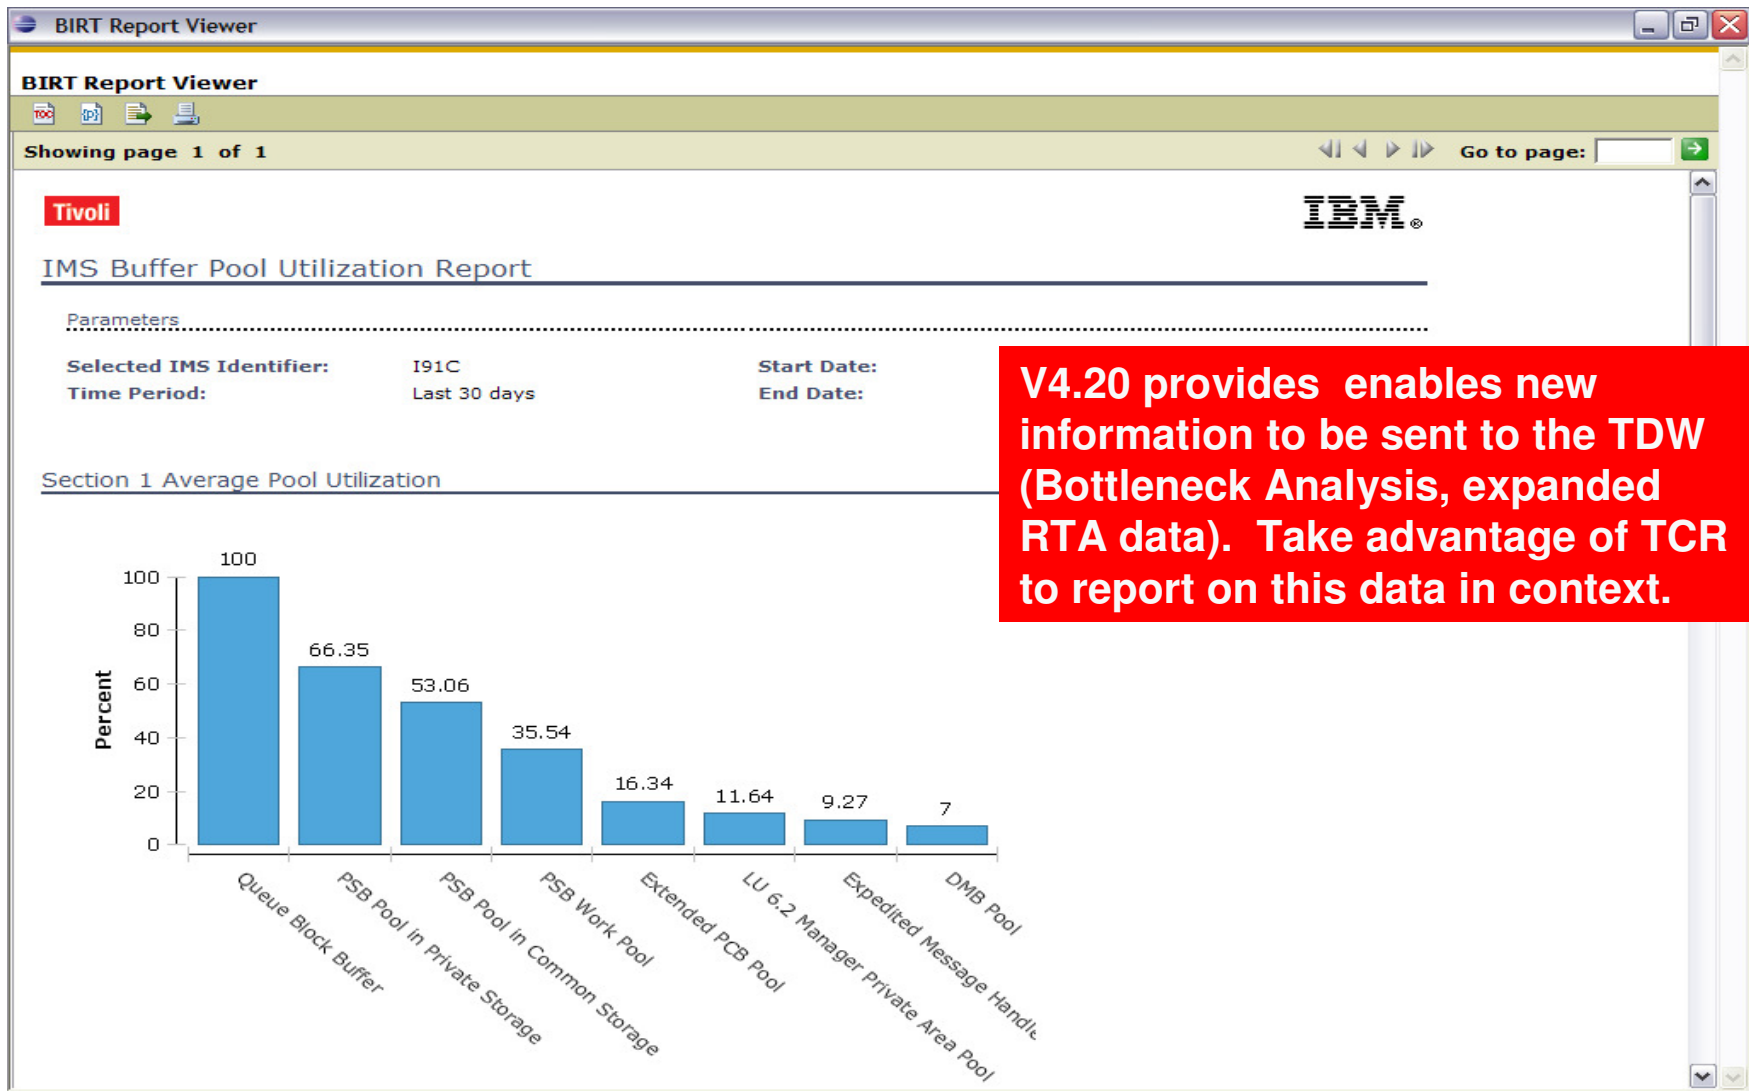 BIRT Report Viewer
BIRT Report Viewer
TOC
Showing page 1 of 1
Go to page:
Tivoli
IBM®
IMS Buffer Pool Utilization Report
Parameters
Selected IMS Identifier: I91C Start Date:
Time Period: Last 30 days End Date:
V4.20 provides enables new
information to be sent to the TDW
(Bottleneck Analysis, expanded
RTA data). Take advantage of TCR
to report on this data in context.
Section 1 Average Pool Utilization
Percent
100
80
60
40
20
0
100
66.35
53.06
35.54
16.34
11.64
9.27
7
Queue Block Buffer
PSB Pool in Private Storage
PSB Pool in Common Storage
PSB Work Pool
Extended PCB Pool
LU 6.2 Manager Private Area Pool
Expedited Message Handle
DMB Pool